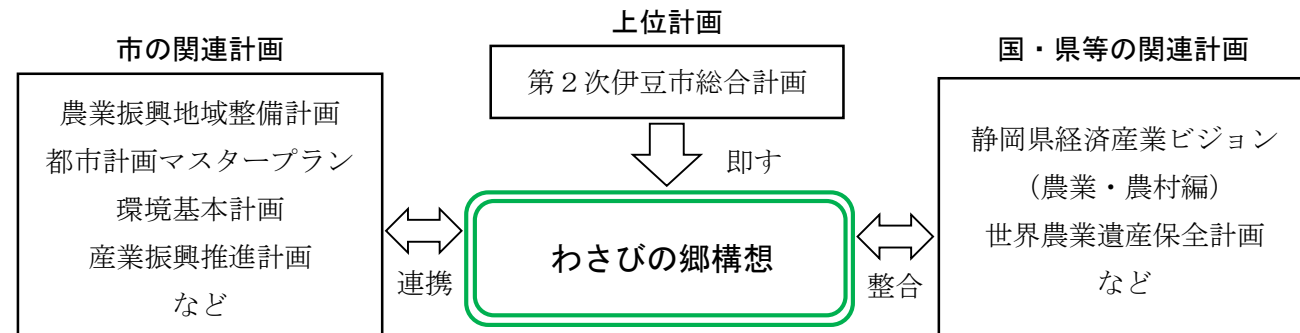 市の関連計画
農業振興地域整備計画
都市計画マスタープラン
環境基本計画
産業振興推進計画
など
連携
上位計画
第２次伊豆市総合計画
即す
わさびの郷構想
整合
国・県等の関連計画
静岡県経済産業ビジョン
（農業・農村編）
世界農業遺産保全計画
など